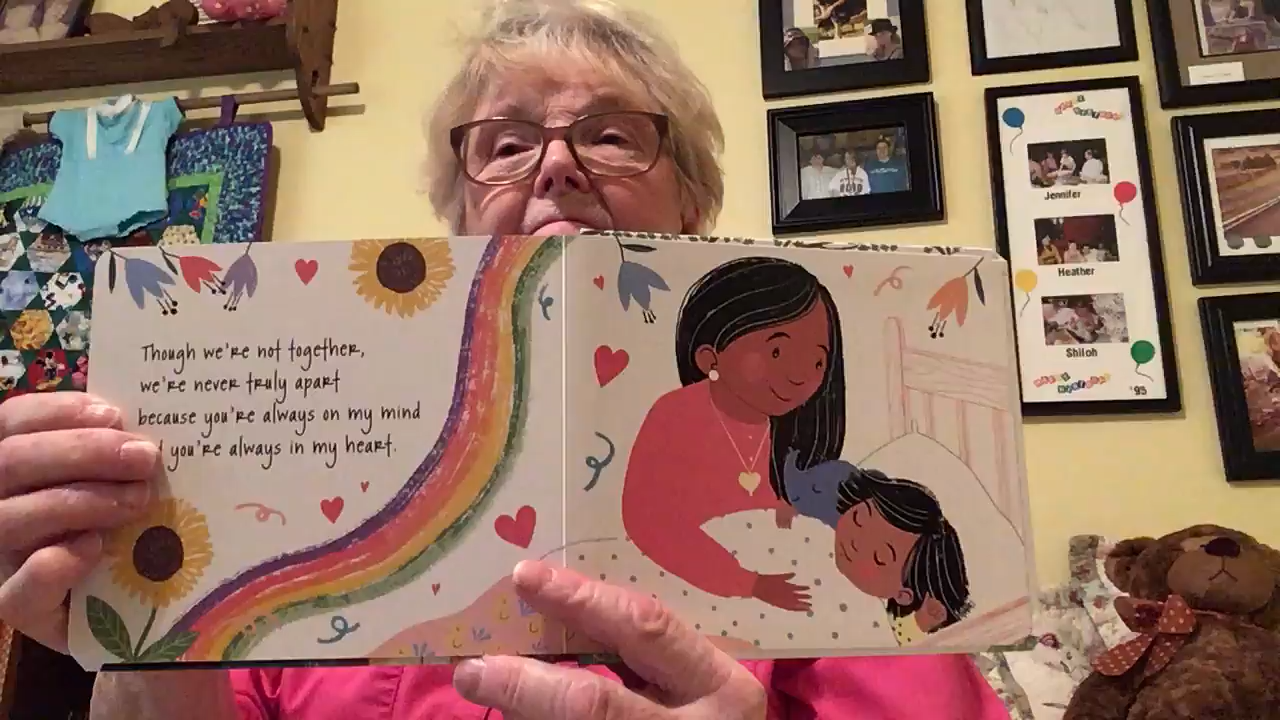 Though we're not together,
we're never truly apart
because you're always on my mind
you're always in my heart.
Jennifer
Heather
Shiloh
'95